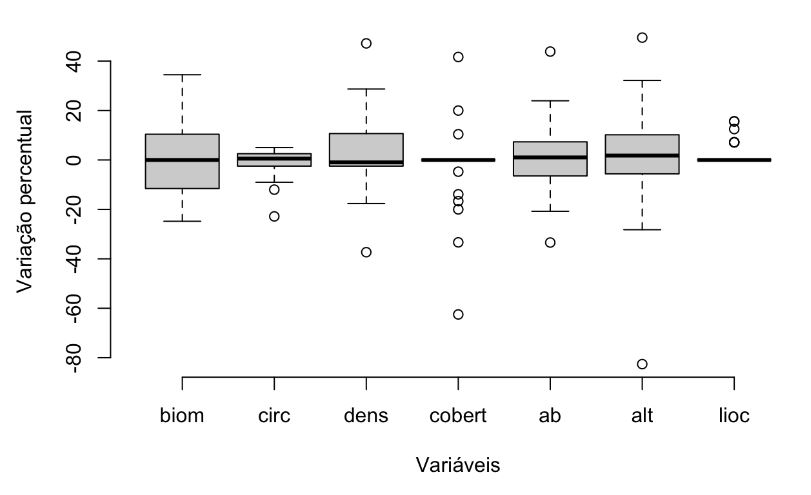 Variação percentual
40
20
0
-20
-40
-60
-80
biom circ dens cobert ab alt lioc
Variáveis